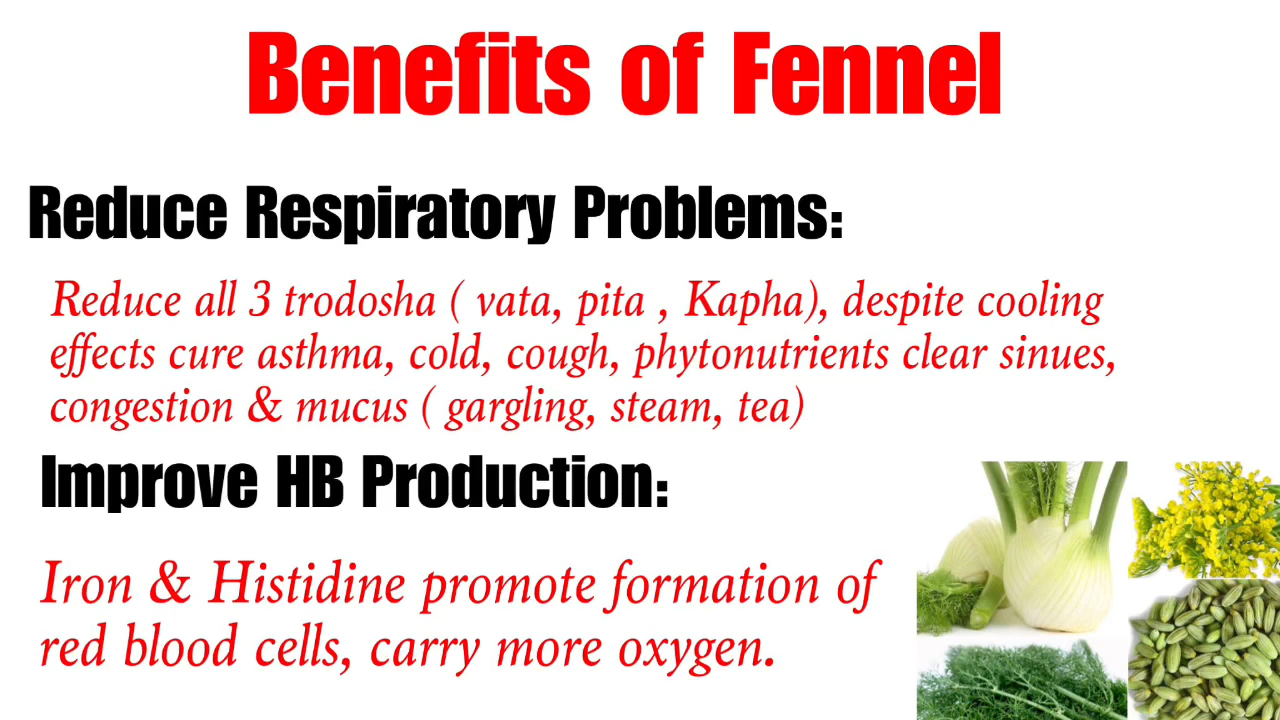 Benefits of Fennel
Reduce Respiratory Problems:
Reduce all 3 trodosha ( vata, pita , Kapha), despite cooling
effects cure asthma, cold, cough, phytonutrients clear sinues,
congestion & mucus ( gargling, steam, tea)
Improve HB Production:
Iron & Histidine promote formation of
red blood cells, carry more oxygen.